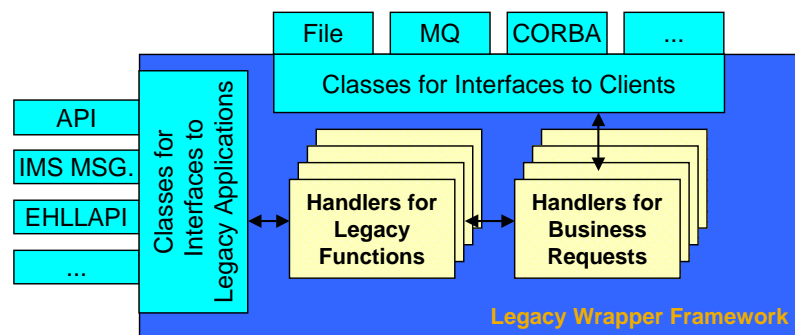 File
MQ
CORBA
...
Classes for Interfaces to Clients
API
IMS MSG.
EHLLAPI
...
Classes for
Interfaces to
Legacy Applications
Handlers for
Legacy
Functions
Handlers for
Business
Requests
Legacy Wrapper Framework